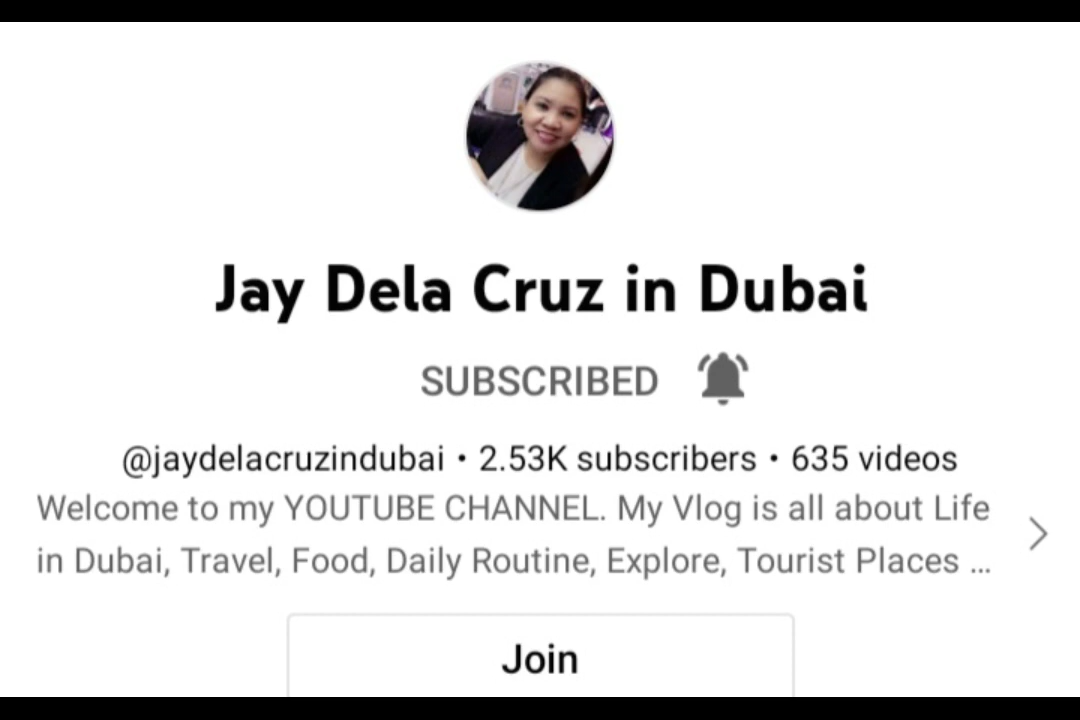 Jay Dela Cruz in Dubai
SUBSCRIBED
@jaydelacruzindubai • 2.53K subscribers • 635 videos
Welcome to my YOUTUBE CHANNEL. My Vlog is all about Life
in Dubai, Travel, Food, Daily Routine, Explore, Tourist Places ...
Join